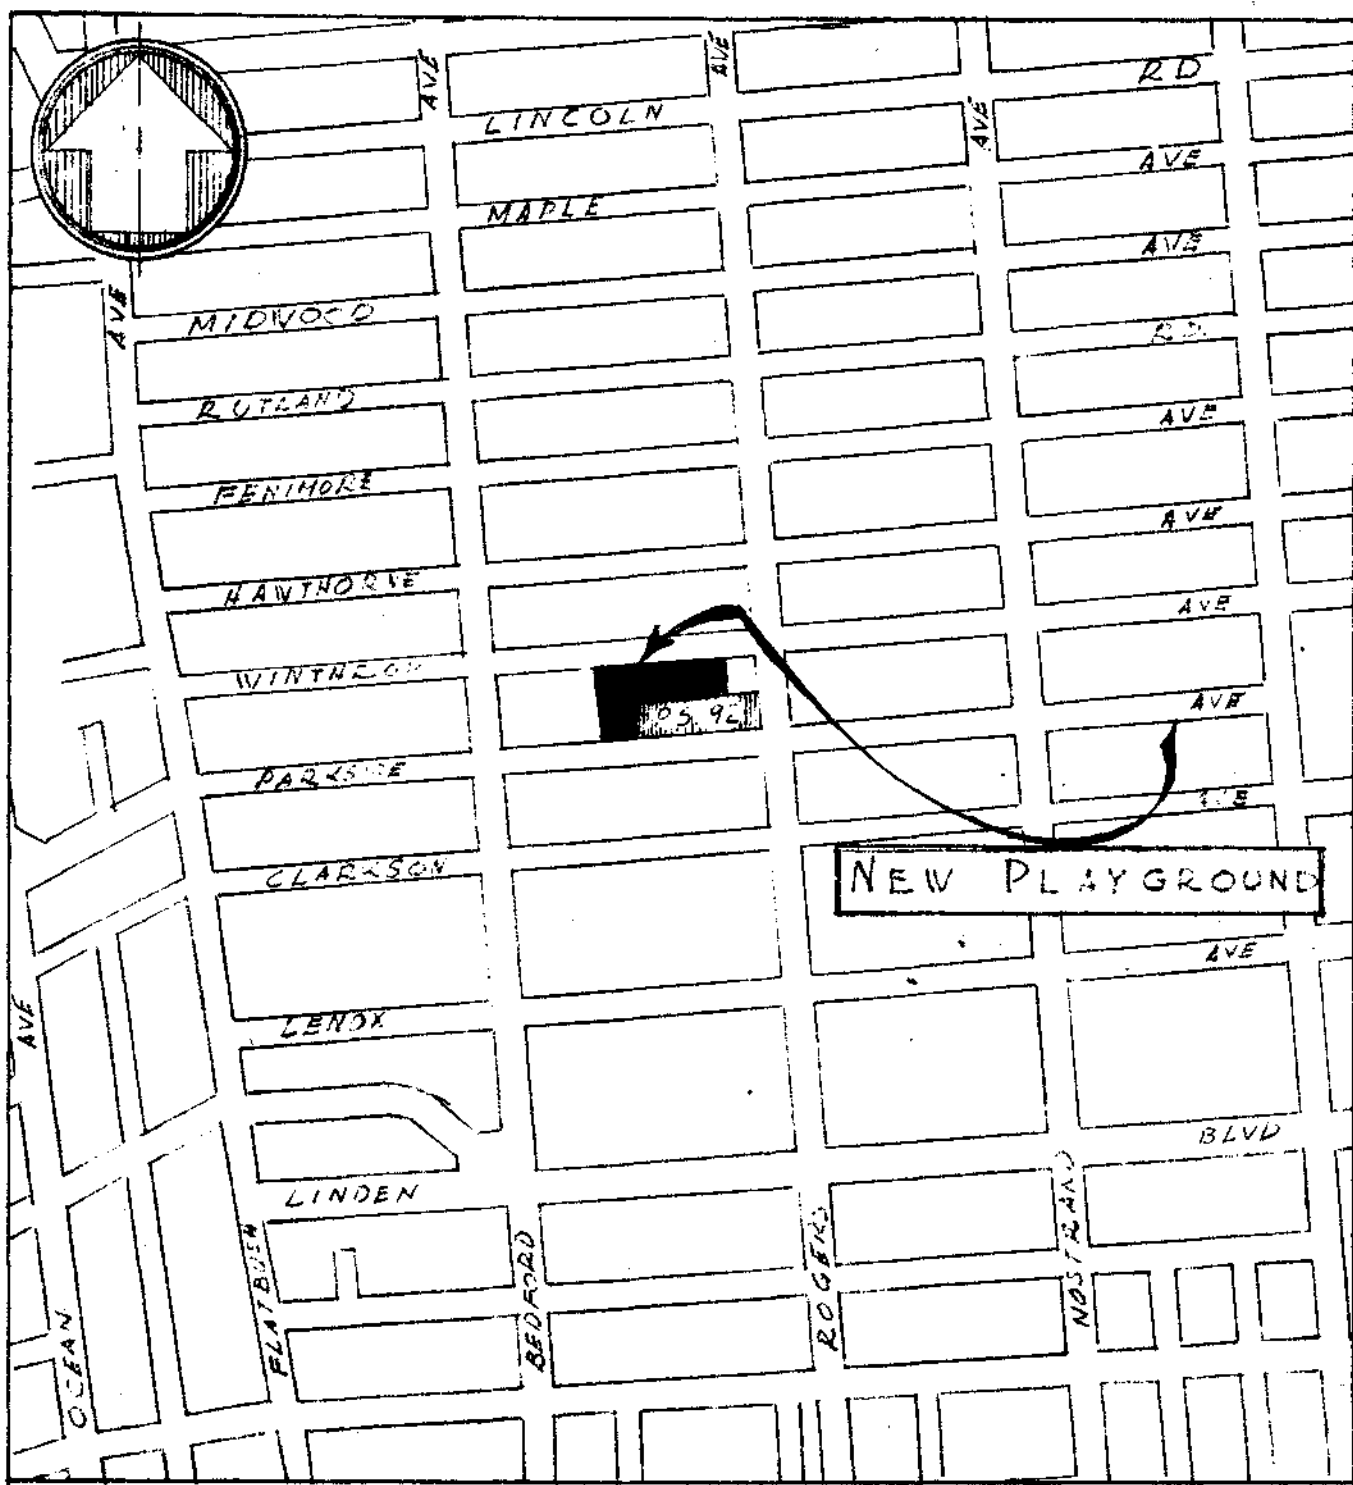 AVE
AVE
RD
LINCOLN
AVE
AVE
MAPLE
AVE
AVE
MIDWOOD
RD.
RUTLAND
AVE
FENIMORE
AVE
HAWTHORNE
AVE
WINTHROP
AVE
P.S. 92
PARKSIDE
AVE
CLARKSON
NEW PLAYGROUND
AVE
AVE
LENOX
BLVD
LINDEN
OCEAN
FLATBUSH
BEDFORD
ROGERS
NOSTRAND